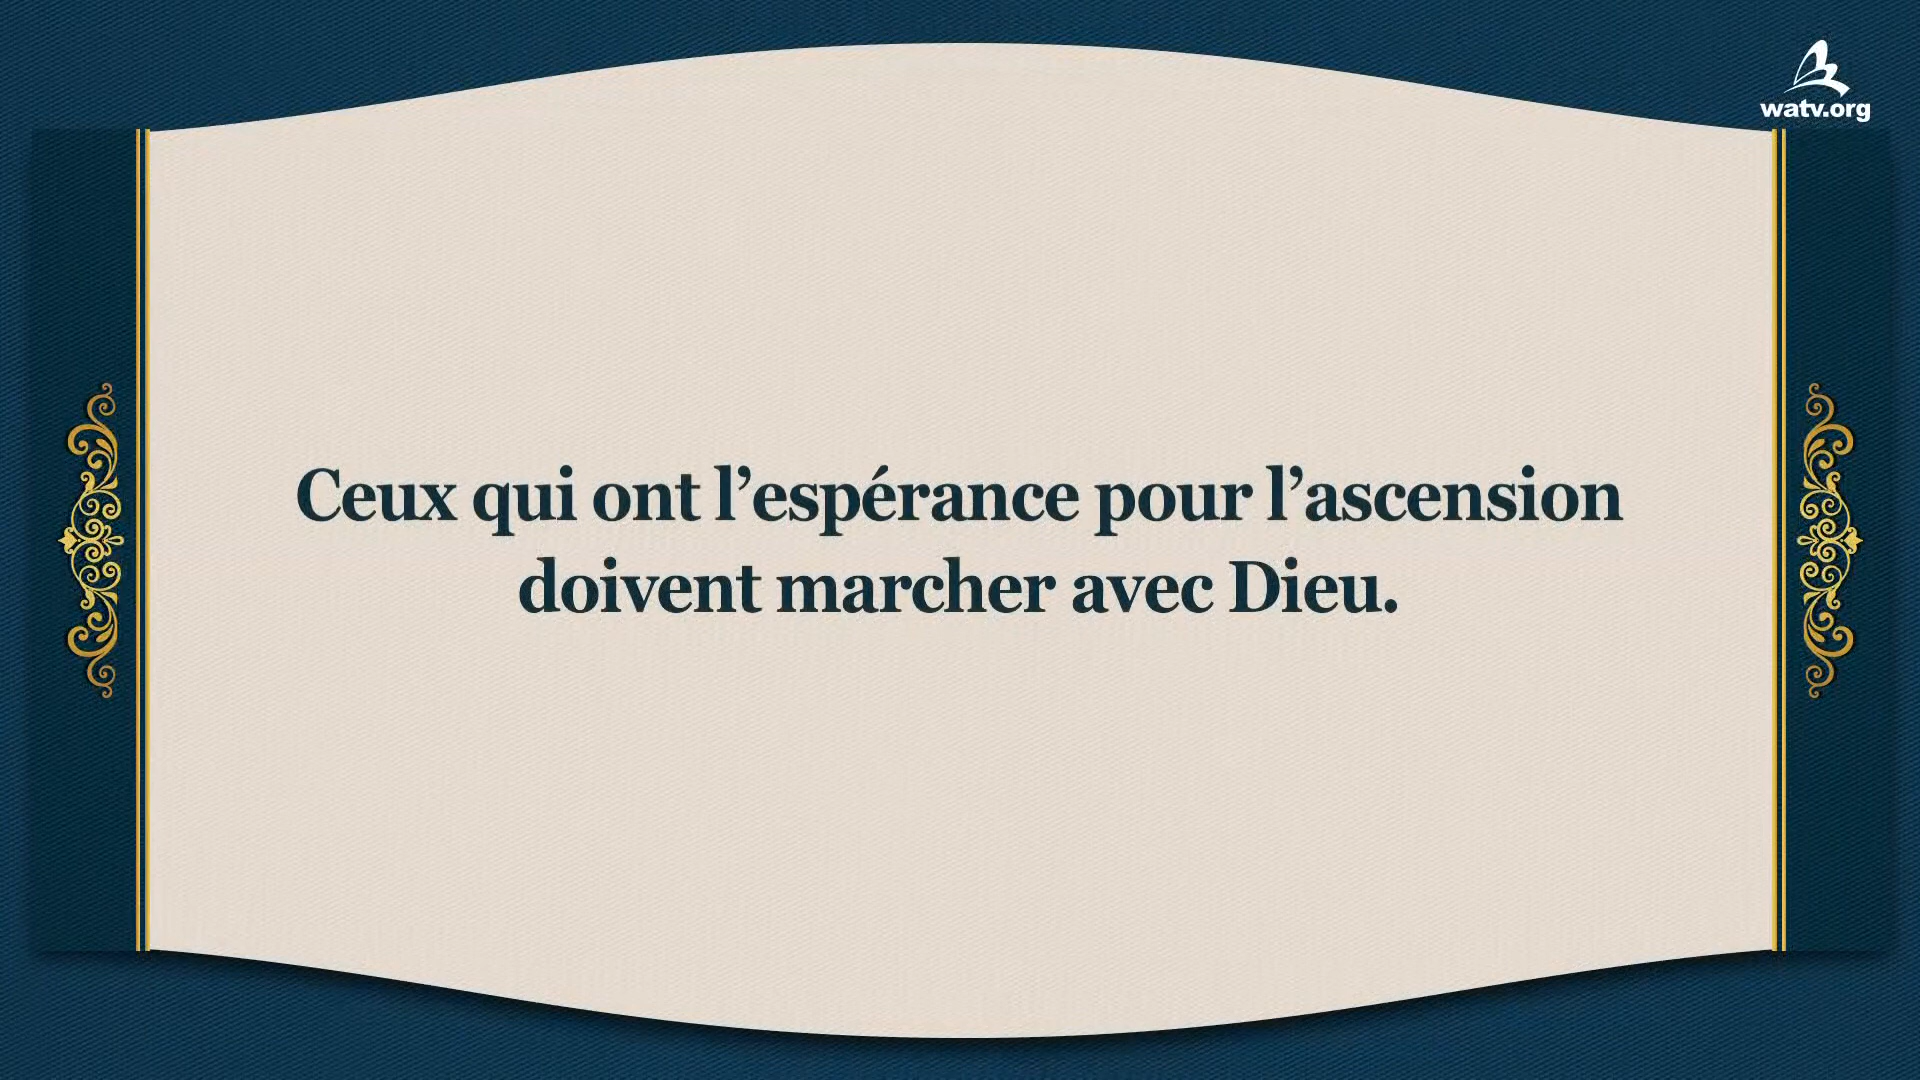 watv.org
Ceux qui ont l’espérance pour l’ascension
doivent marcher avec Dieu.